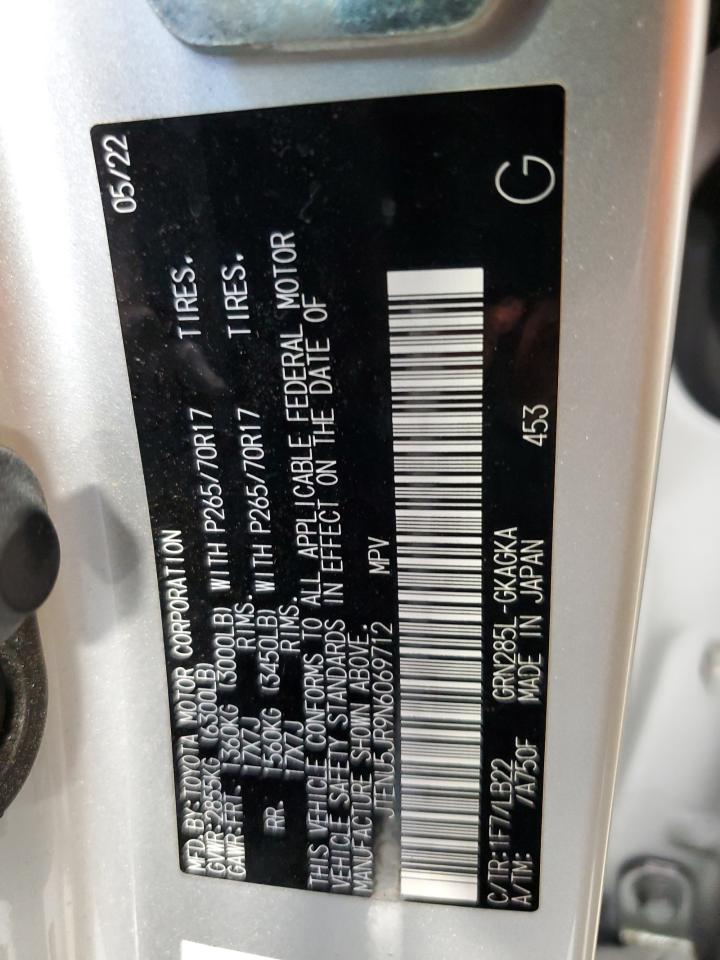 MFD. BY: TOYOTA MOTOR CORPORATION 05/22
GVWR: 2855KG (6300LB)
GAWR: FRT 1360KG (3000LB) WITH P265/70R17 TIRES.
17X7J RIMS.
RR. 1560KG (3450LB) WITH P265/70R17 TIRES.
17X7J RIMS.
THIS VEHICLE CONFORMS TO ALL APPLICABLE FEDERAL MOTOR
VEHICLE SAFETY STANDARDS IN EFFECT ON THE DATE OF
MANUFACTURE SHOWN ABOVE.
JTENU5JR9N6069712 MPV
C/TR: 1F7/LB22 GRN285L-GKAGKA
A/TM: /A750F MADE IN JAPAN 453
G